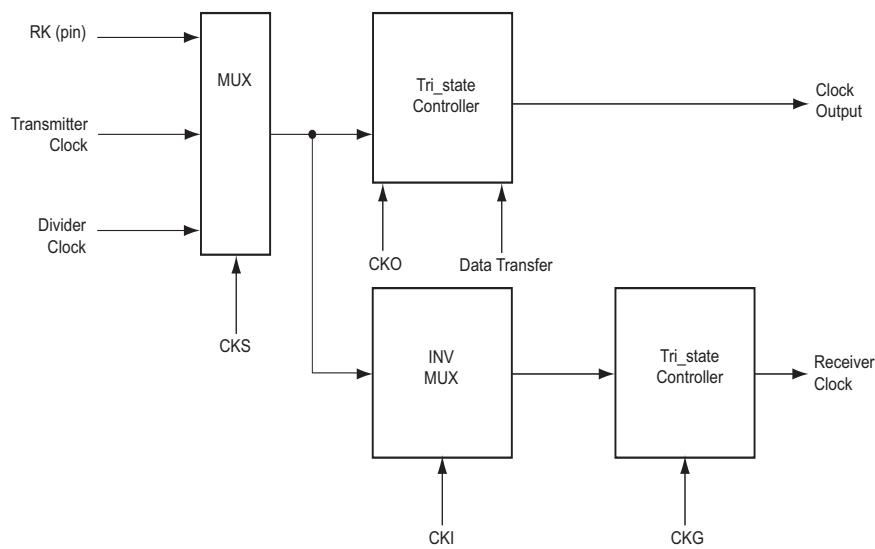 RK (pin)
MUX
Tri_state
Controller
Clock
Output
Transmitter
Clock
Divider
Clock
CKO
Data Transfer
CKS
INV
MUX
Tri_state
Controller
Receiver
Clock
CKI
CKG